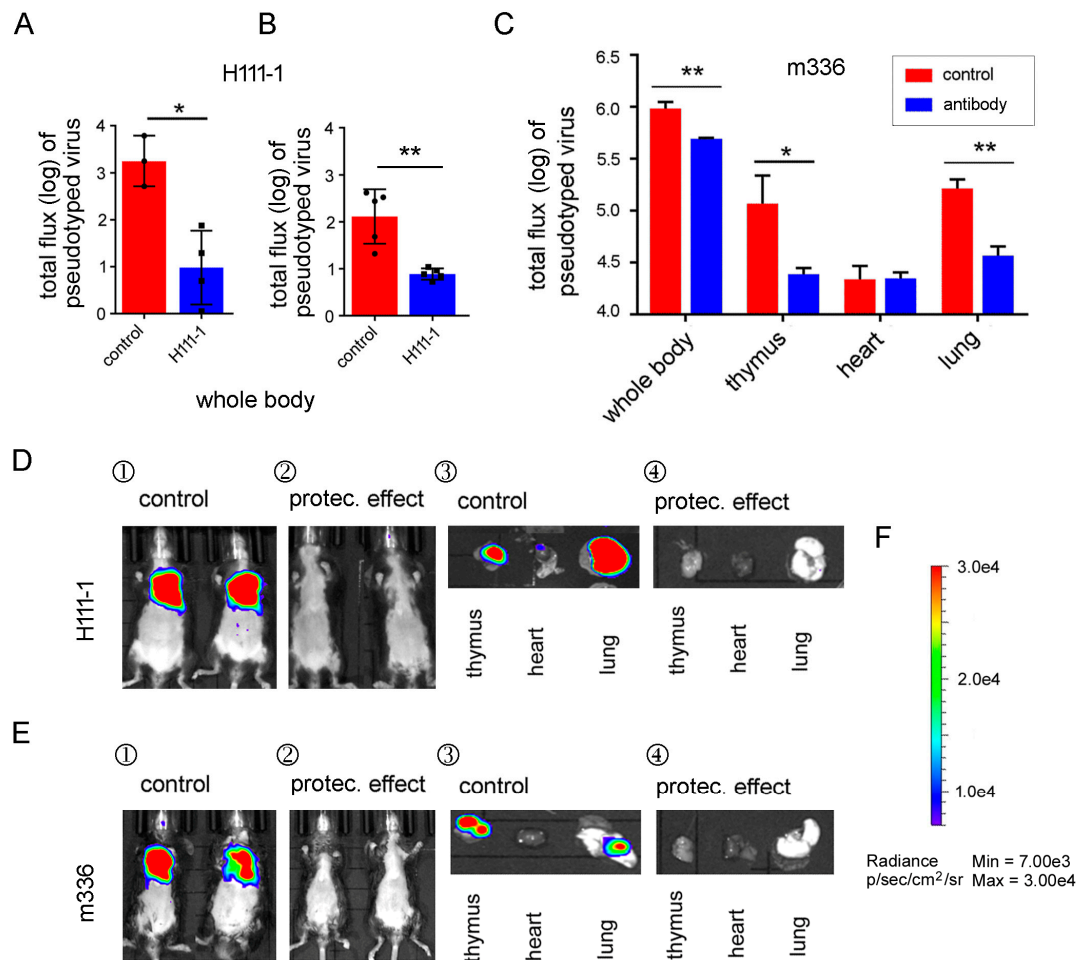 A
B
C
H111-1
total flux (log) of
pseudotyped virus
4
3
2
1
0
*
control
H111-1
total flux (log) of
pseudotyped virus
4
3
2
1
0
**
control
H111-1
whole body
total flux (log) of
pseudotyped virus
6.5
6.0
5.5
5.0
4.5
4.0
m336
control
antibody
**
*
**
whole body
thymus
heart
lung
D
①
②
③
④
control
protec. effect
control
protec. effect
H111-1
thymus
heart
lung
thymus
heart
lung
E
①
②
③
④
control
protec. effect
control
protec. effect
m336
thymus
heart
lung
thymus
heart
lung
F
3.0e4
2.0e4
1.0e4
Radiance Min = 7.00e3
p/sec/cm²/sr Max = 3.00e4